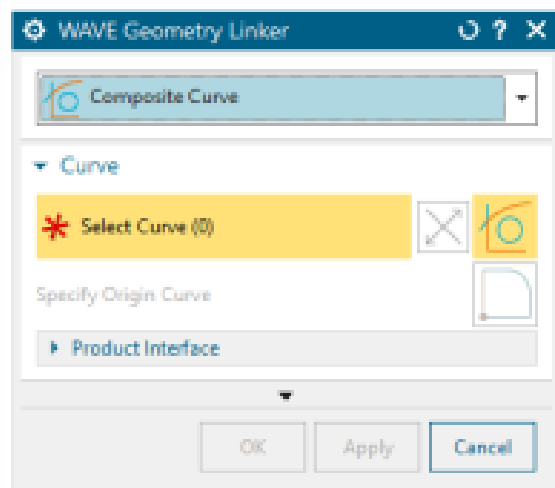 WAVE Geometry Linker ?
Composite Curve
Curve
* Select Curve (0)
Specify Origin Curve
Product Interface
OK Apply Cancel